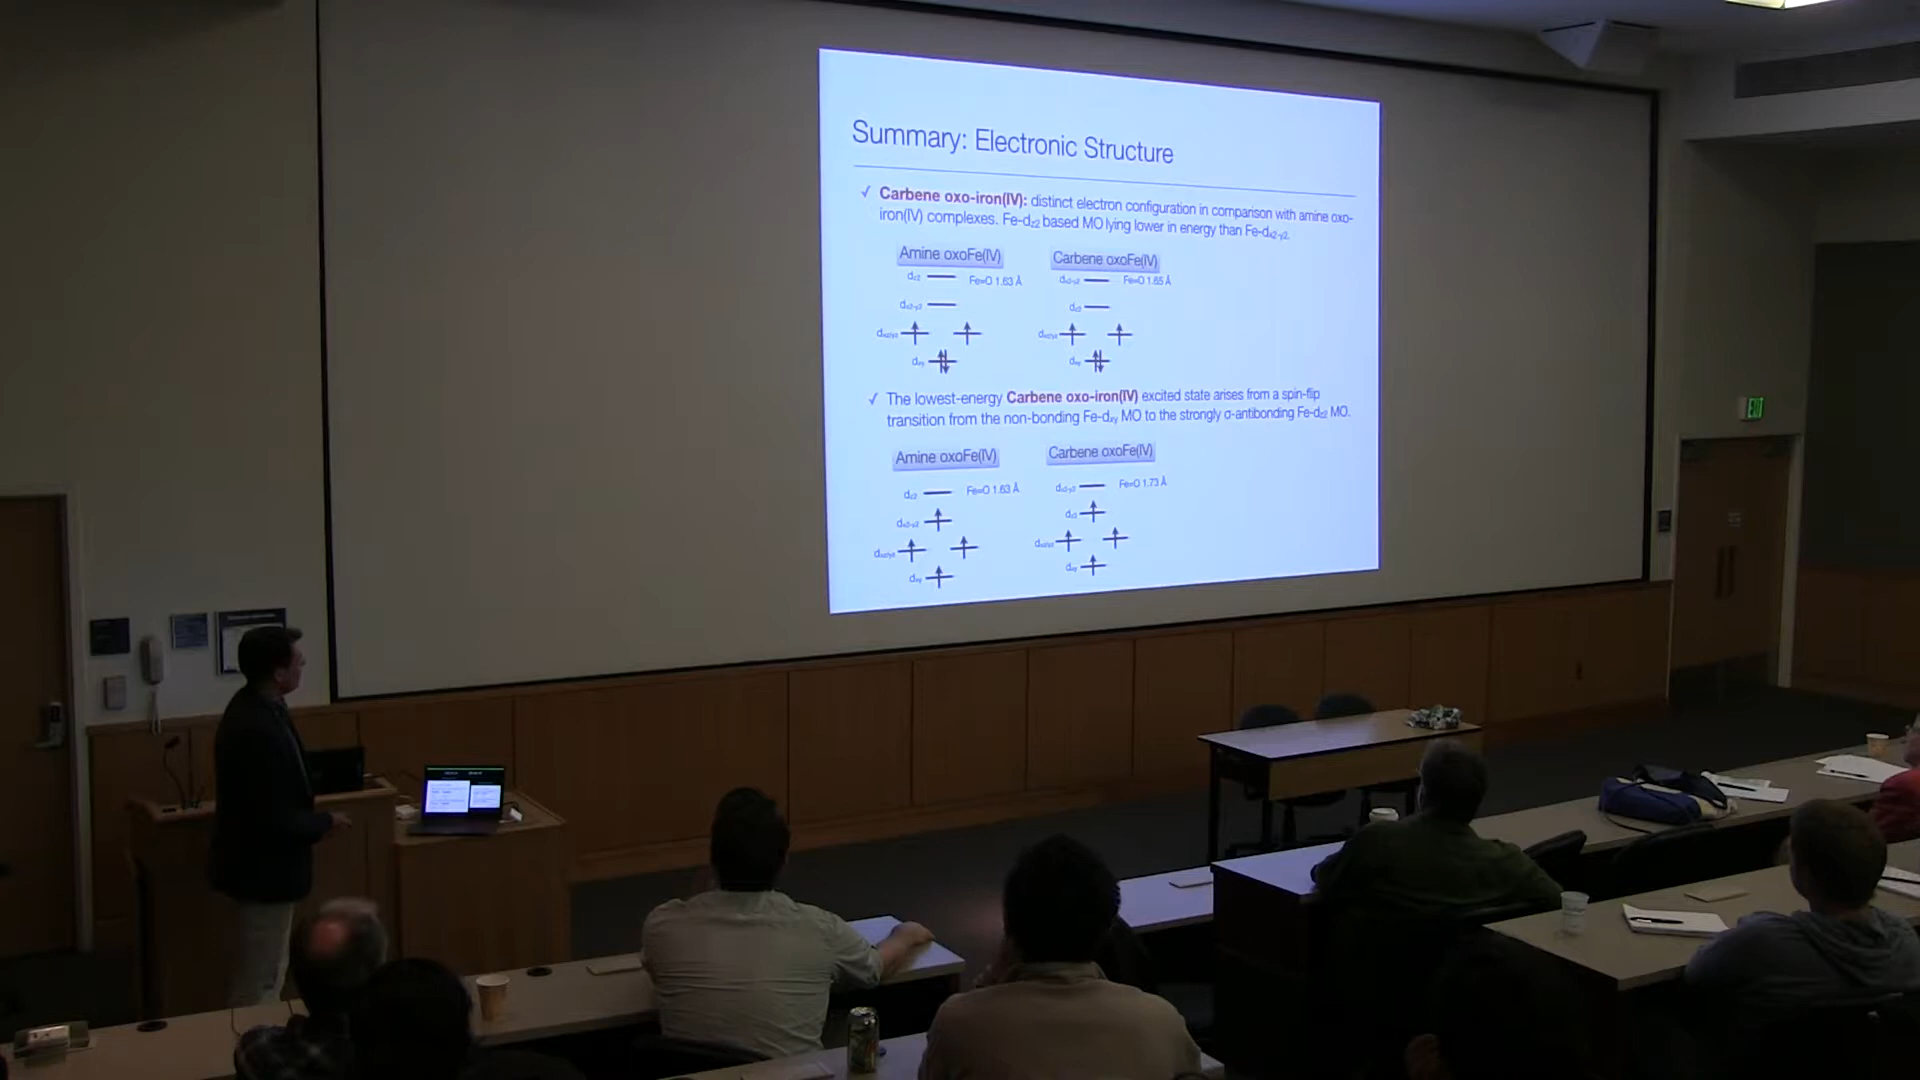 Summary: Electronic Structure
✓ Carbene oxo-iron(IV): distinct electron configuration in comparison with amine oxo-
iron(IV) complexes. Fe-dz2 based MO lying lower in energy than Fe-dx2-y2.
Amine oxoFe(IV) Carbene oxoFe(IV)
dz2 Fe=O 1.63 Å dx2-y2 Fe=O 1.65 Å
dx2-y2 dz2
dxz/yz dxz/yz
dxy dxy
✓ The lowest-energy Carbene oxo-iron(IV) excited state arises from a spin-flip
transition from the non-bonding Fe-dxy MO to the strongly σ-antibonding Fe-dz2 MO.
Amine oxoFe(IV) Carbene oxoFe(IV)
dz2 Fe=O 1.63 Å dx2-y2 Fe=O 1.73 Å
dx2-y2 dz2
dxz/yz dxz/yz
dxy dxy
EXIT